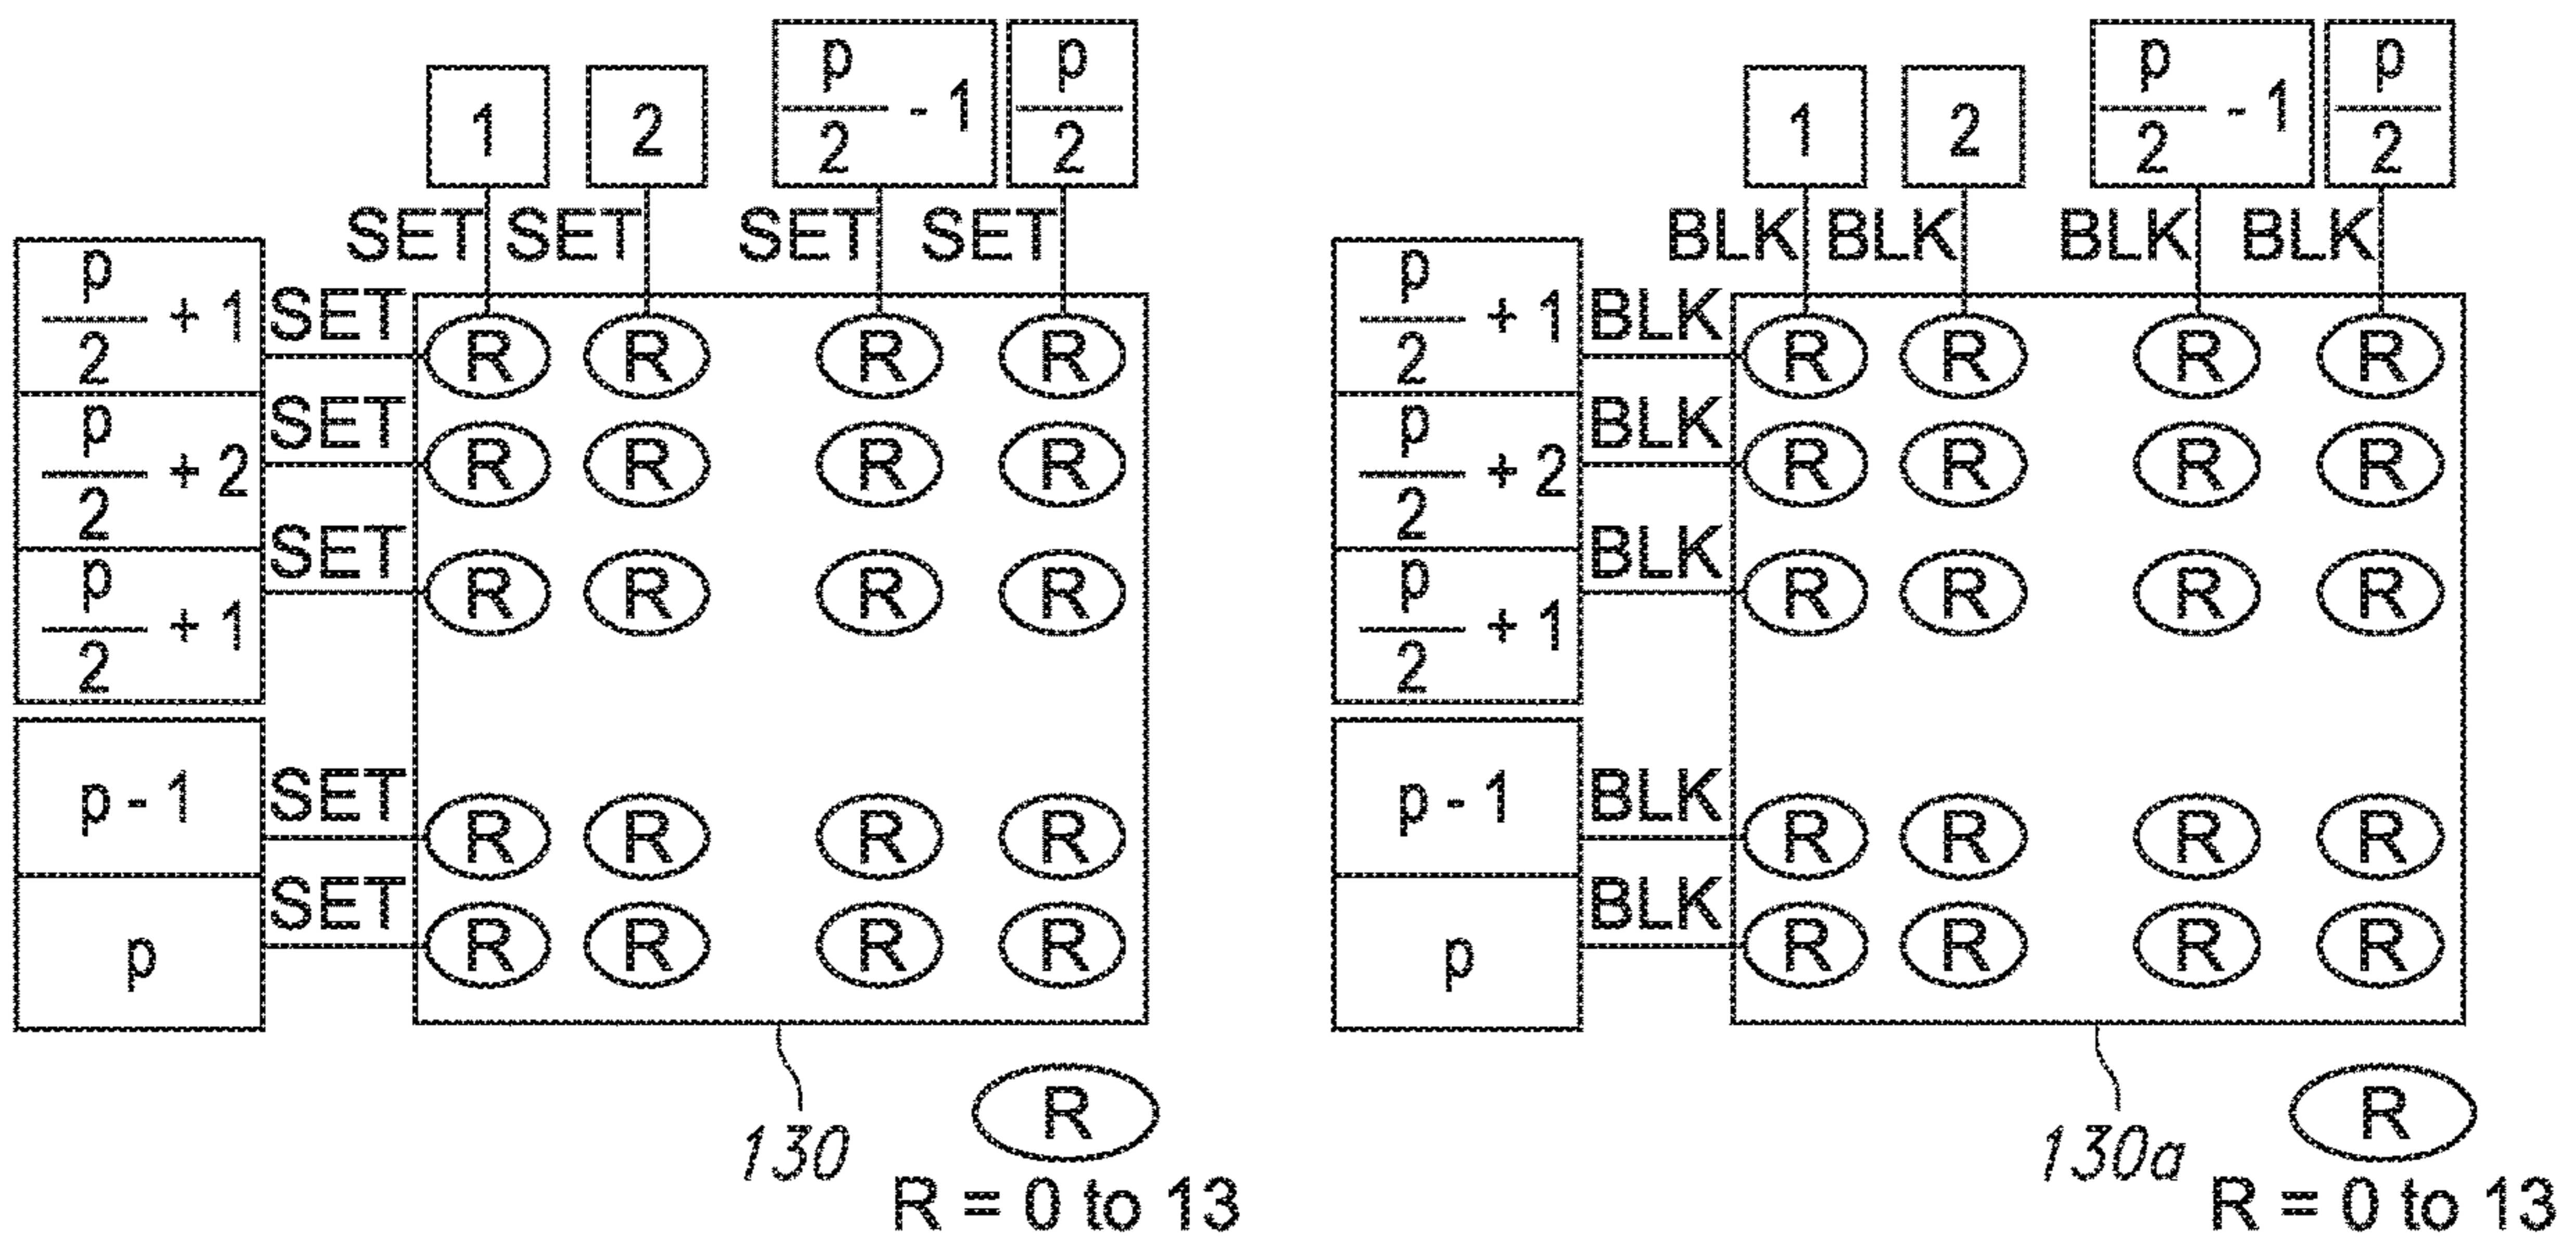 1 2 p/2 - 1 p/2
SET SET SET SET
p/2 + 1 SET R R R R
p/2 + 2 SET R R R R
p/2 + 1 SET R R R R
p - 1 SET R R R R
p SET R R R R
130
R
R = 0 to 13
1 2 p/2 - 1 p/2
BLK BLK BLK BLK
p/2 + 1 BLK R R R R
p/2 + 2 BLK R R R R
p/2 + 1 BLK R R R R
p - 1 BLK R R R R
p BLK R R R R
130a
R
R = 0 to 13